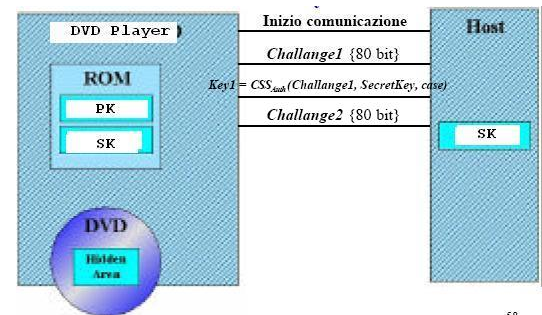 DVD Player
Inizio comunicazione
Host
Challange1 {80 bit}
ROM
Key1 = CSSAuth(Challange1, SecretKey, case)
PK
Challange2 {80 bit}
SK
SK
DVD
Hidden
Area